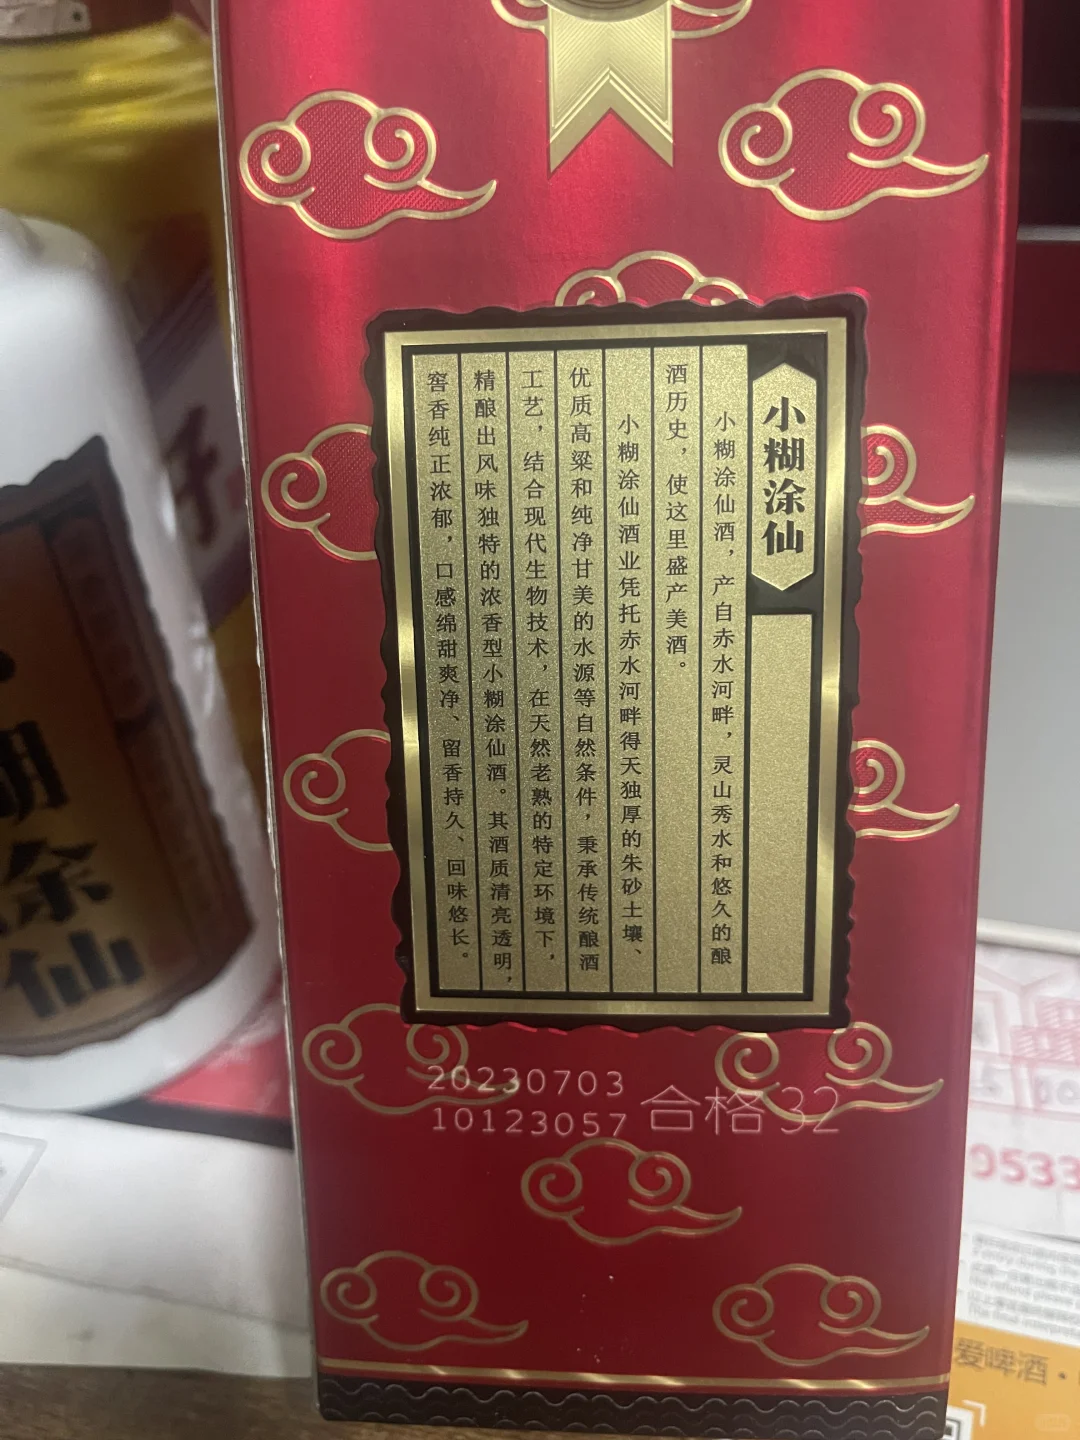 小糊涂仙
小糊涂仙酒，产自赤水河畔，灵山秀水和悠久的酿
酒历史，使这里盛产美酒。
小糊涂仙酒业凭托赤水河畔得天独厚的朱砂土壤、
优质高粱和纯净甘美的水源等自然条件，秉承传统酿酒
工艺，结合现代生物技术，在天然老熟的特定环境下，
精酿出风味独特的浓香型小糊涂仙酒。其酒质清亮透明，
窖香纯正浓郁，口感绵甜爽净、留香持久、回味悠长。
20230703
10123057 合格32
糊涂仙
0533
爱啤酒·